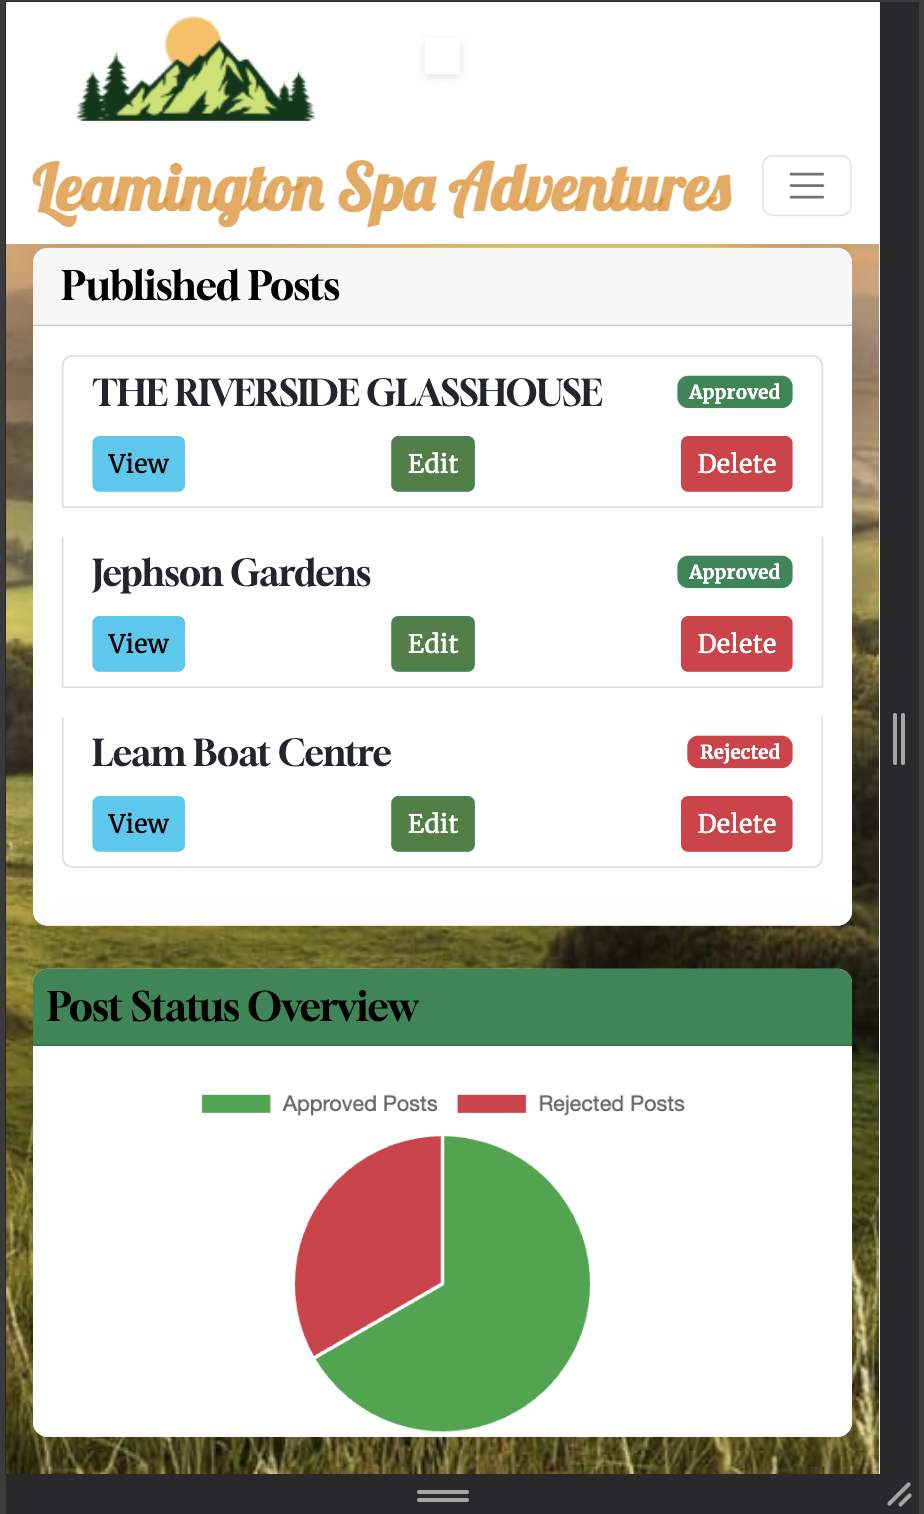 Leamington Spa Adventures
Published Posts
THE RIVERSIDE GLASSHOUSE Approved
View Edit Delete
Jephson Gardens Approved
View Edit Delete
Leam Boat Centre Rejected
View Edit Delete
Post Status Overview
Approved Posts Rejected Posts